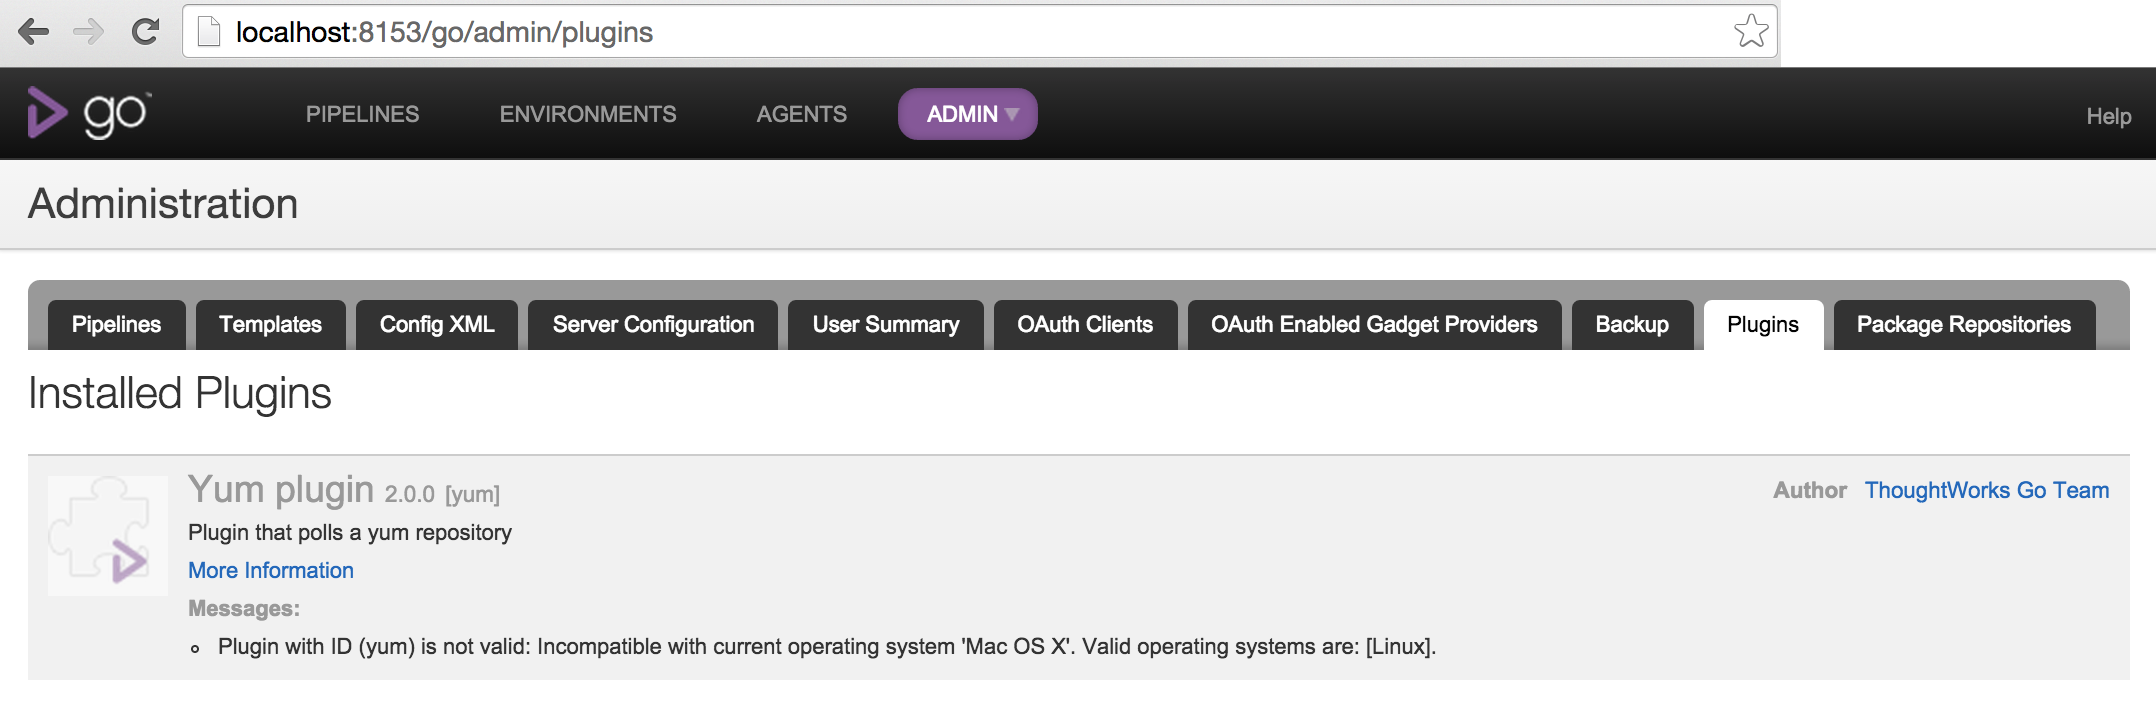 localhost:8153/go/admin/plugins
go™ PIPELINES ENVIRONMENTS AGENTS ADMIN Help
Administration
Pipelines Templates Config XML Server Configuration User Summary OAuth Clients OAuth Enabled Gadget Providers Backup Plugins Package Repositories
Installed Plugins
Yum plugin 2.0.0 [yum] Author ThoughtWorks Go Team
Plugin that polls a yum repository
More Information
Messages:
Plugin with ID (yum) is not valid: Incompatible with current operating system 'Mac OS X'. Valid operating systems are: [Linux].